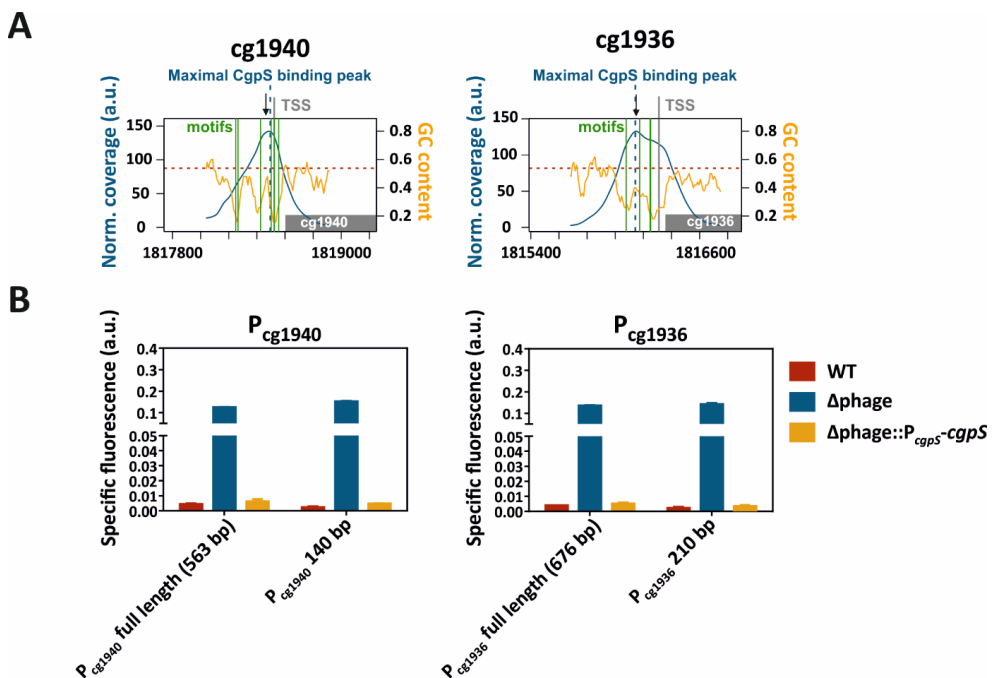 A
cg1940
Maximal CgpS binding peak
TSS
motifs
Norm. coverage (a.u.)
150
100
50
0
0.8
0.6
0.4
0.2
GC content
cg1940
1817800
1819000
cg1936
Maximal CgpS binding peak
TSS
motifs
Norm. coverage (a.u.)
150
100
50
0
0.8
0.6
0.4
0.2
GC content
cg1936
1815400
1816600
B
Pcg1940
Specific fluorescence (a.u.)
0.4
0.3
0.2
0.1
0.05
0.04
0.03
0.02
0.01
0.00
Pcg1940 full length (563 bp)
Pcg1940 140 bp
Pcg1936
Specific fluorescence (a.u.)
0.4
0.3
0.2
0.1
0.05
0.04
0.03
0.02
0.01
0.00
Pcg1936 full length (676 bp)
Pcg1936 210 bp
WT
Δphage
Δphage::PcgpS-cgpS